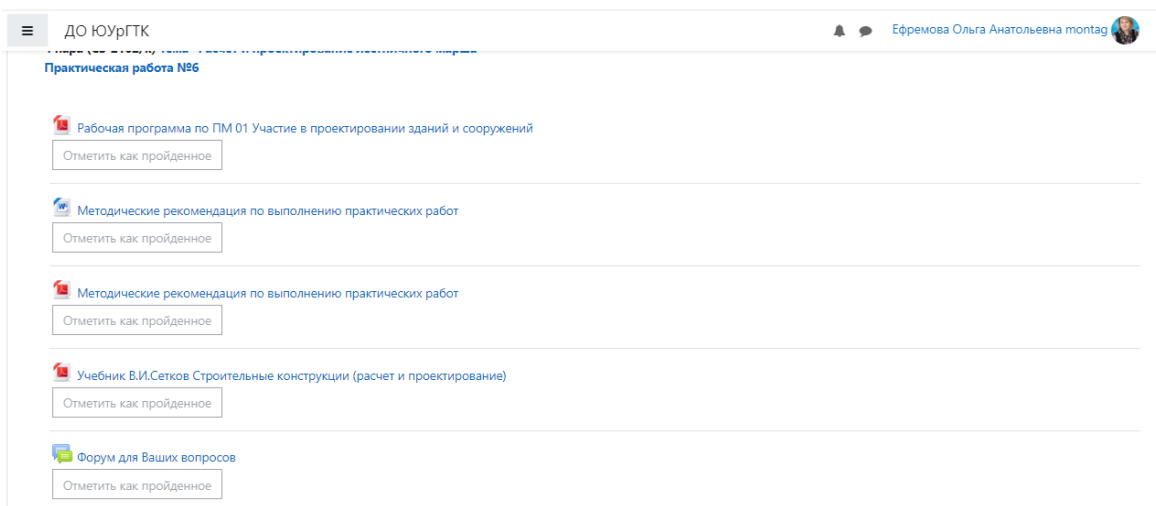 ДО ЮУрГТК
Ефремова Ольга Анатольевна montag
Практическая работа №6
Рабочая программа по ПМ 01 Участие в проектировании зданий и сооружений
Отметить как пройденное
Методические рекомендация по выполнению практических работ
Отметить как пройденное
Методические рекомендация по выполнению практических работ
Отметить как пройденное
Учебник В.И.Сетков Строительные конструкции (расчет и проектирование)
Отметить как пройденное
Форум для Ваших вопросов
Отметить как пройденное